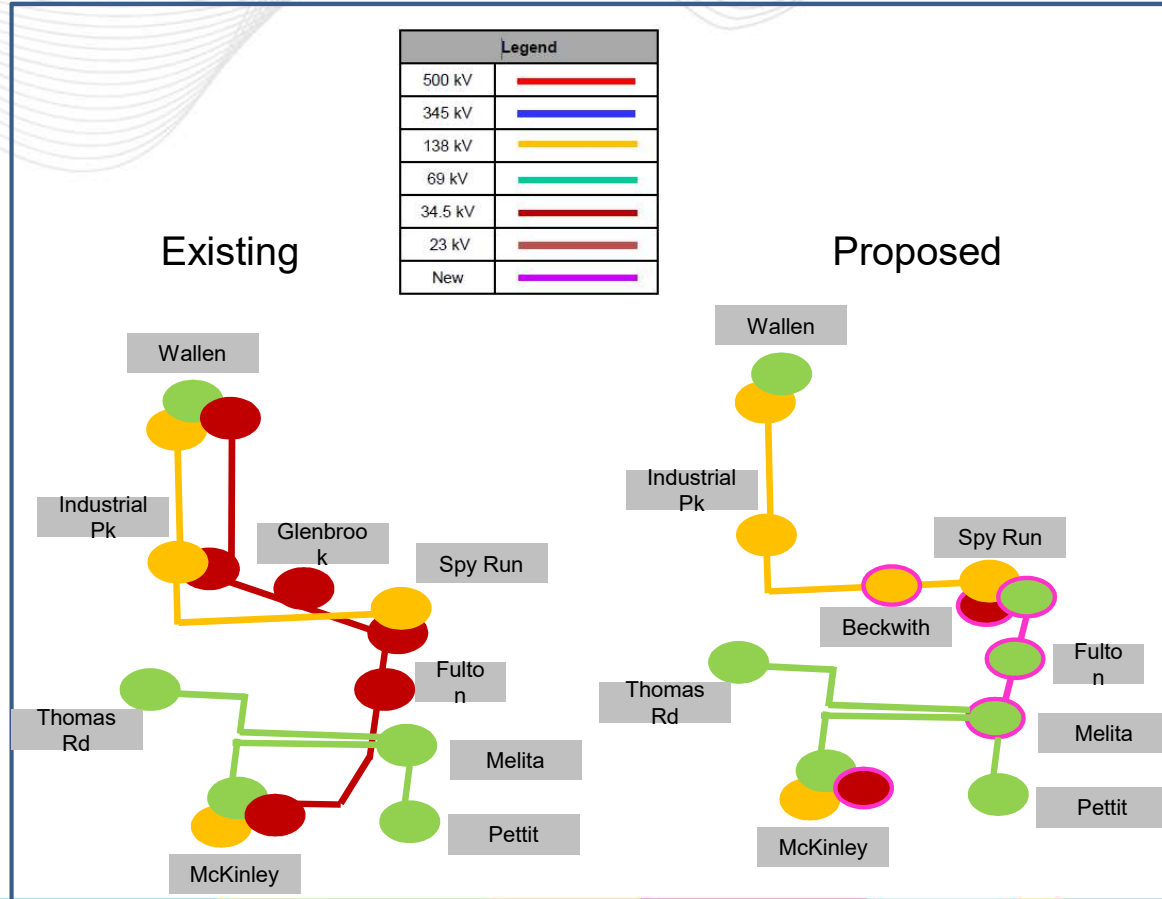 Legend
500 kV
345 kV
138 kV
69 kV
34.5 kV
23 kV
New
Existing
Wallen
Industrial
Pk
Glenbroo
k
Spy Run
Fulto
n
Thomas
Rd
Melita
Pettit
McKinley
Proposed
Wallen
Industrial
Pk
Spy Run
Beckwith
Fulto
n
Thomas
Rd
Melita
Pettit
McKinley